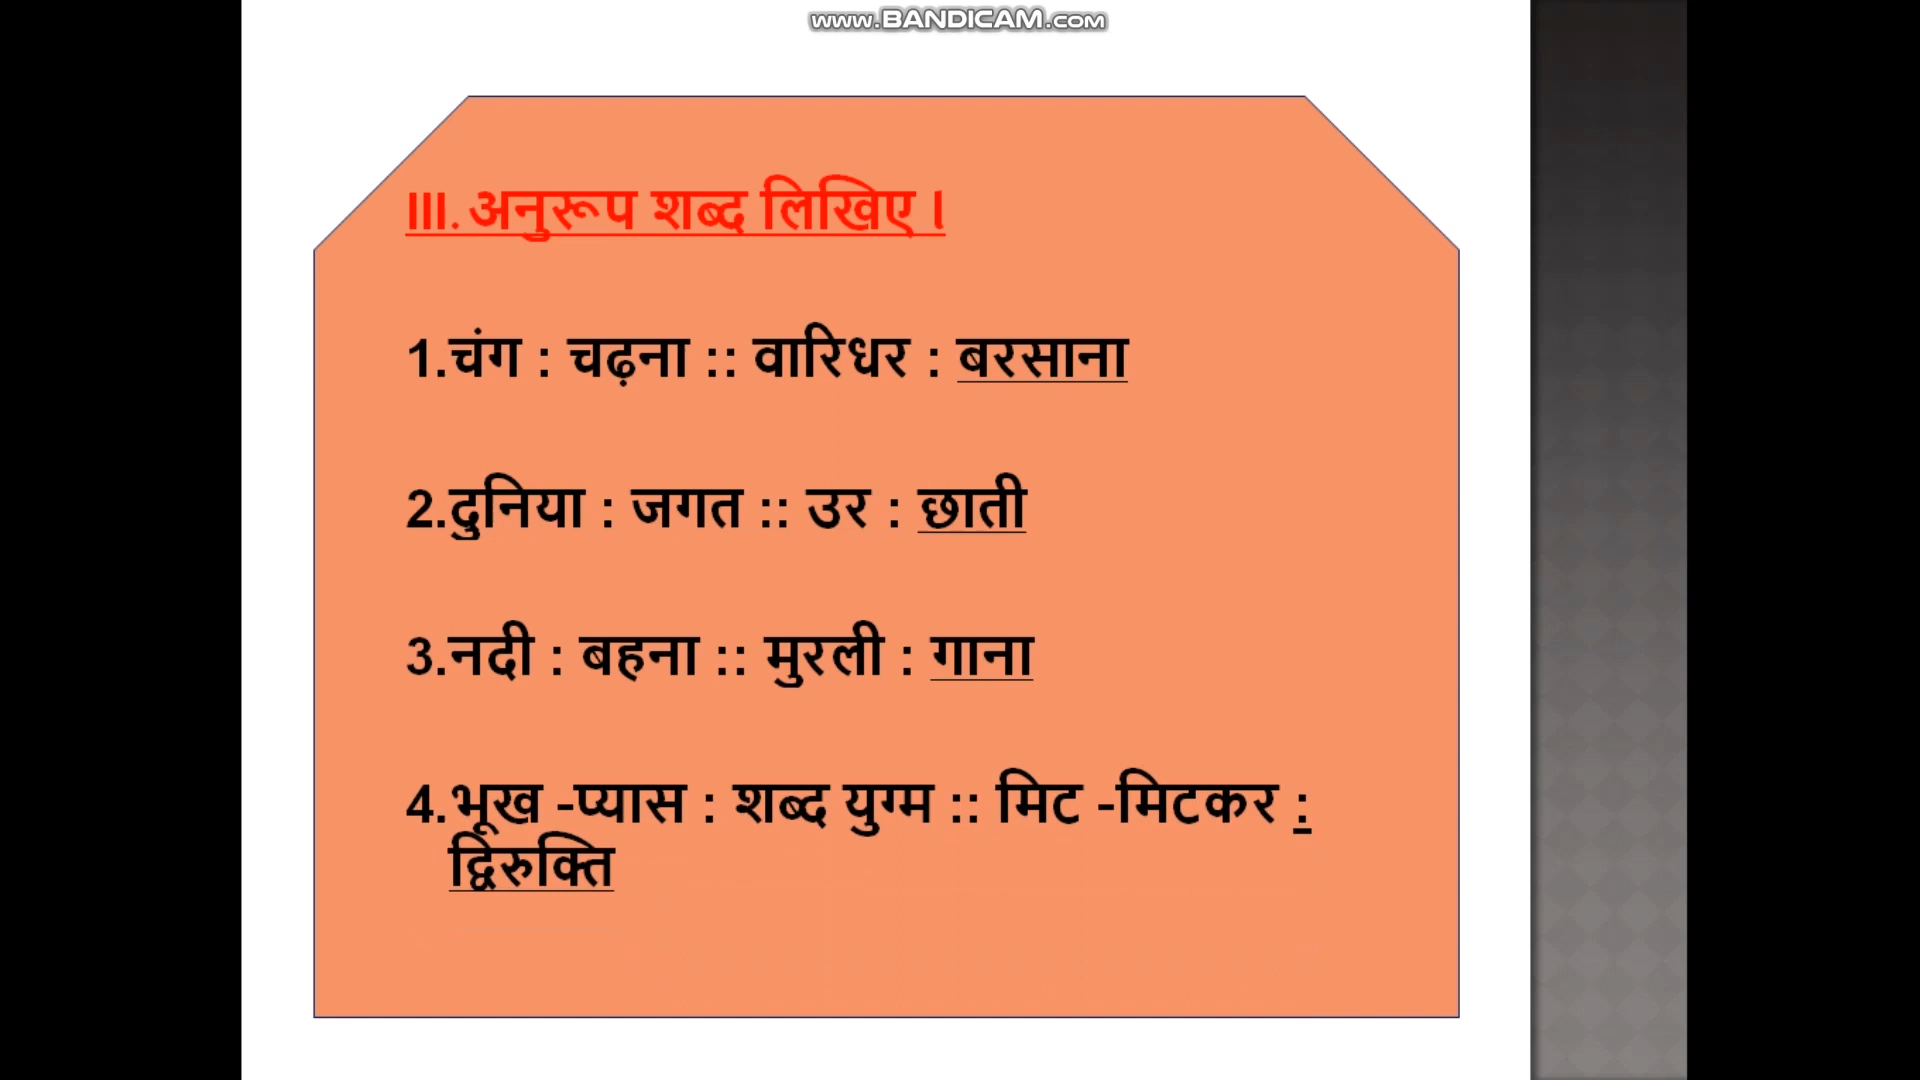 www.BANDICAM.com
III. अनुरूप शब्द लिखिए ।
1.चंग : चढ़ना :: वारिधर : बरसाना
2.दुनिया : जगत :: उर : छाती
3.नदी : बहना :: मुरली : गाना
4.भूख -प्यास : शब्द युग्म :: मिट -मिटकर :
द्विरुक्ति